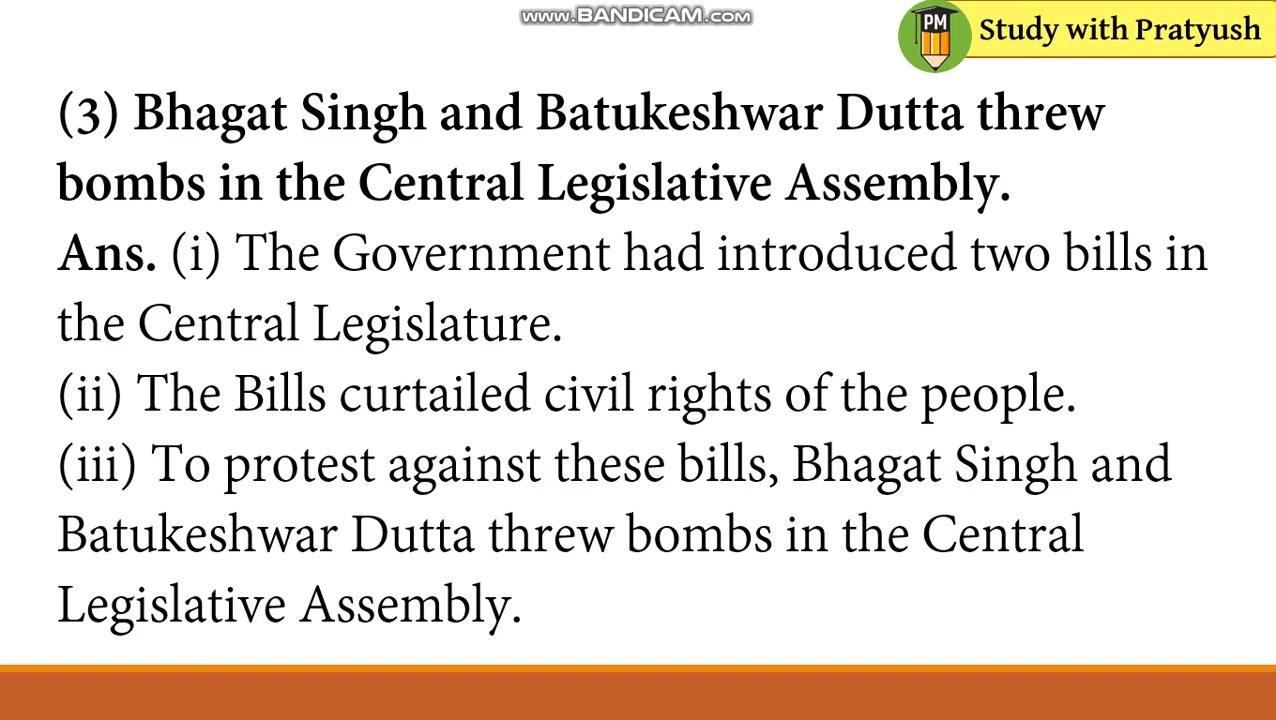 www.BANDICAM.com
PM
Study with Pratyush
(3) Bhagat Singh and Batukeshwar Dutta threw
bombs in the Central Legislative Assembly.
Ans. (i) The Government had introduced two bills in
the Central Legislature.
(ii) The Bills curtailed civil rights of the people.
(iii) To protest against these bills, Bhagat Singh and
Batukeshwar Dutta threw bombs in the Central
Legislative Assembly.